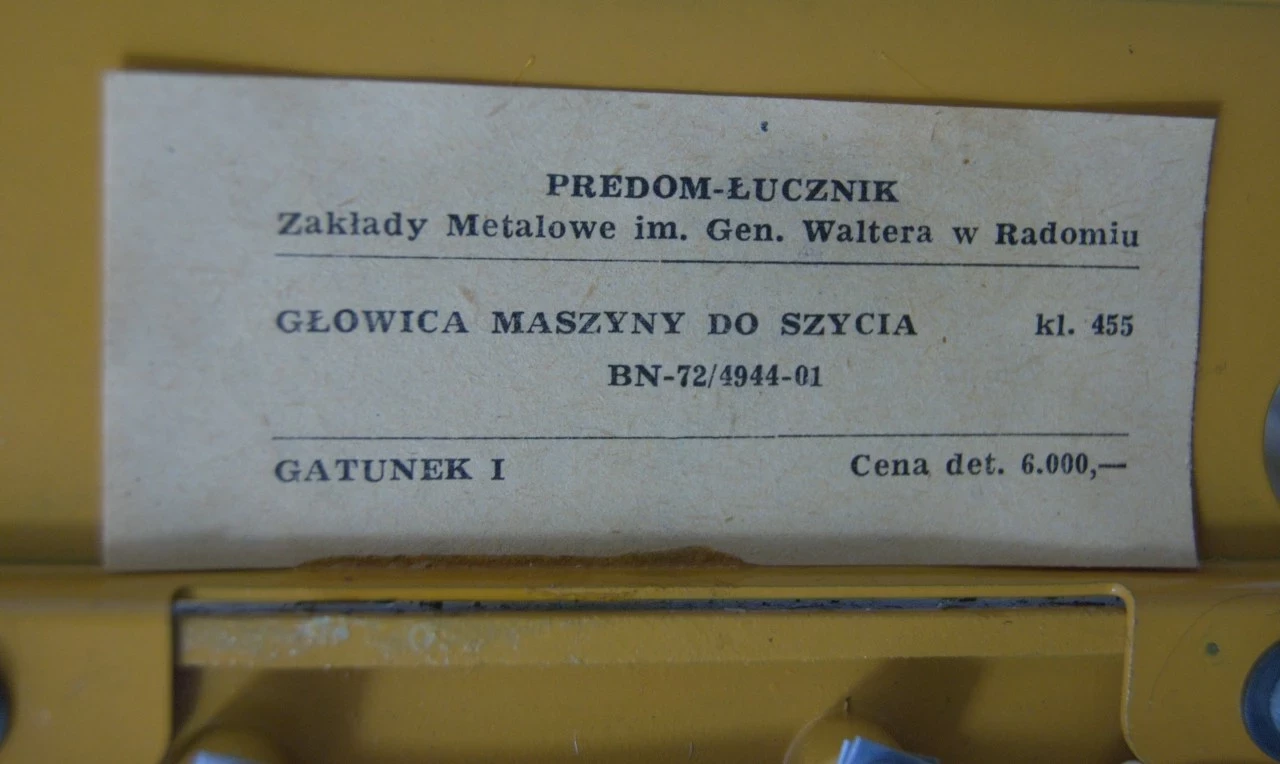 PREDOM-ŁUCZNIK
Zakłady Metalowe im. Gen. Waltera w Radomiu
GŁOWICA MASZYNY DO SZYCIA kl. 455
BN-72/4944-01
GATUNEK I Cena det. 6.000,—